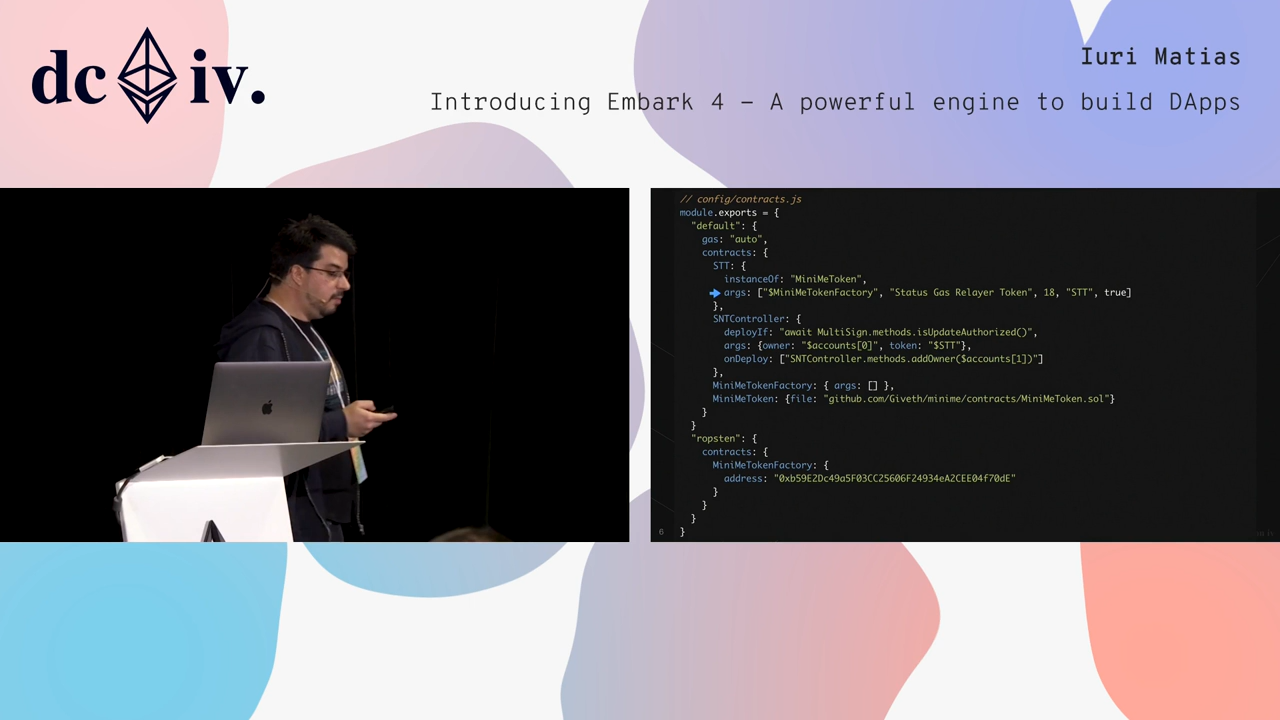 dc iv.
Iuri Matias
Introducing Embark 4 – A powerful engine to build DApps
// config/contracts.js
module.exports = {
"default": {
gas: "auto",
contracts: {
STT: {
instanceOf: "MiniMeToken",
args: ["$MiniMeTokenFactory", "Status Gas Relayer Token", 18, "STT", true]
},
SNTController: {
deployIf: "await MultiSign.methods.isUpdateAuthorized()",
args: {owner: "$accounts[0]", token: "$STT"},
onDeploy: ["SNTController.methods.addOwner($accounts[1])"]
},
MiniMeTokenFactory: { args: [] },
MiniMeToken: {file: "github.com/Giveth/minime/contracts/MiniMeToken.sol"}
}
}
"ropsten": {
contracts: {
MiniMeTokenFactory: {
address: "0xb59E2Dc49a5F03CC25606F24934eA2CEE04f70dE"
}
}
}
}
6